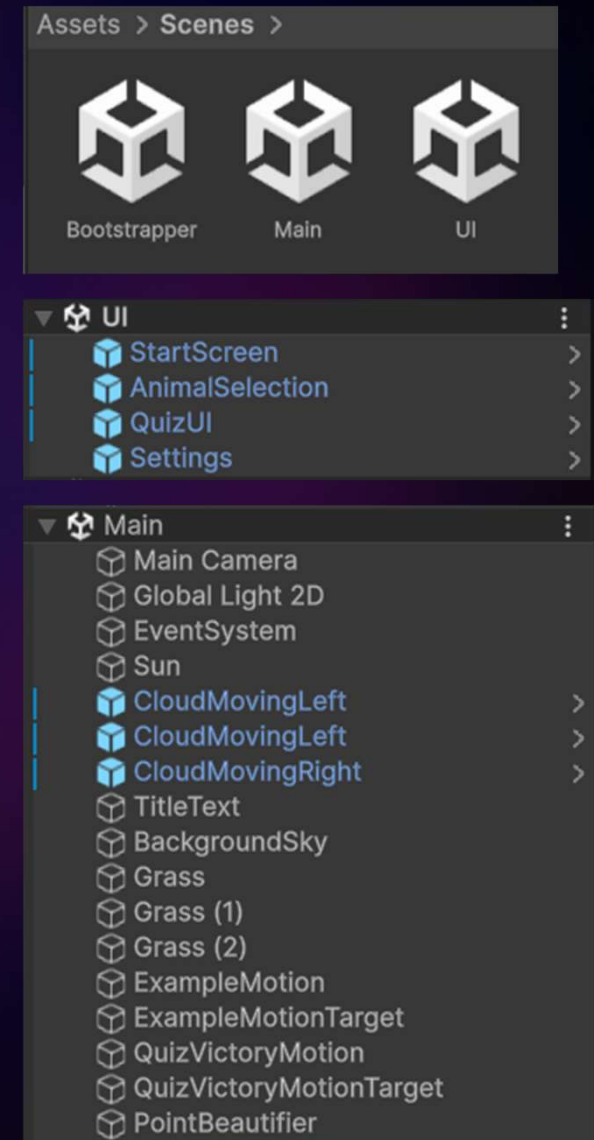 Assets > Scenes >
Bootstrapper Main UI
UI
StartScreen
AnimalSelection
QuizUI
Settings
Main
Main Camera
Global Light 2D
EventSystem
Sun
CloudMovingLeft
CloudMovingLeft
CloudMovingRight
TitleText
BackgroundSky
Grass
Grass (1)
Grass (2)
ExampleMotion
ExampleMotionTarget
QuizVictoryMotion
QuizVictoryMotionTarget
PointBeautifier